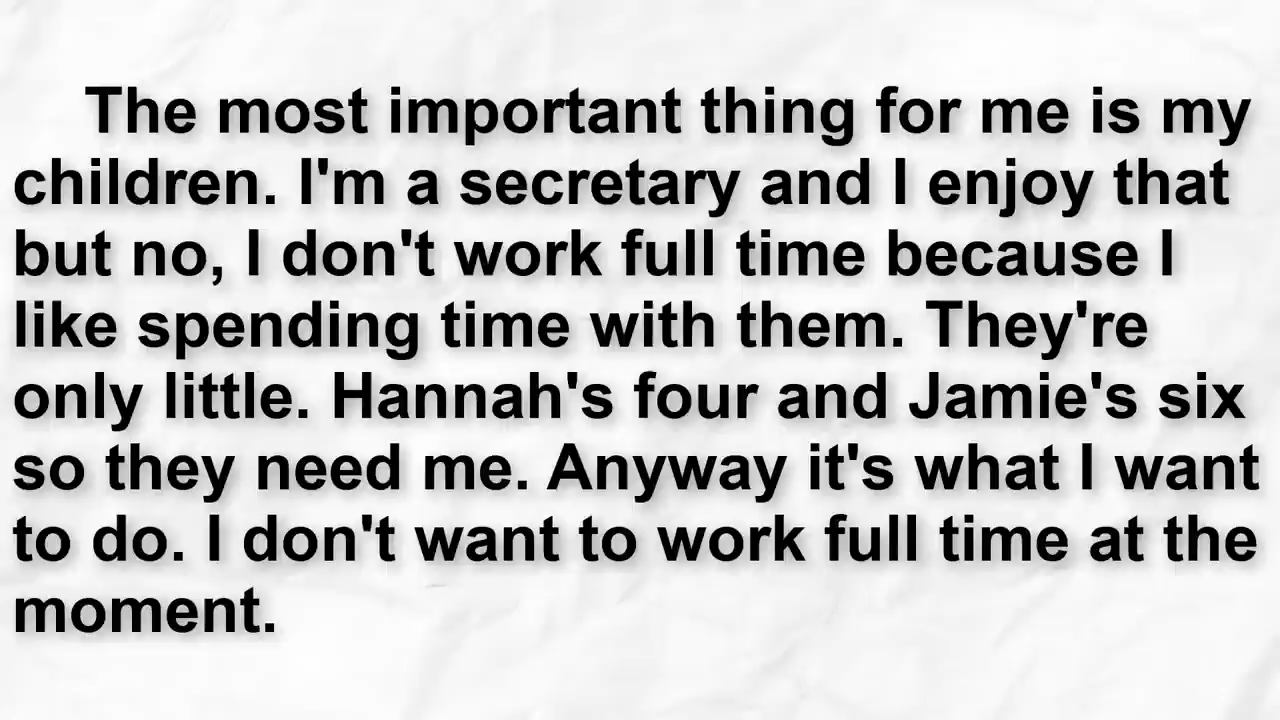 The most important thing for me is my
children. I'm a secretary and I enjoy that
but no, I don't work full time because I
like spending time with them. They're
only little. Hannah's four and Jamie's six
so they need me. Anyway it's what I want
to do. I don't want to work full time at the
moment.